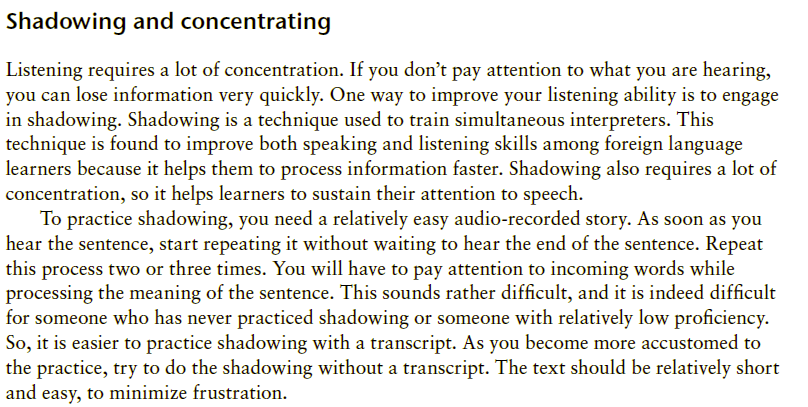 Shadowing and concentrating
Listening requires a lot of concentration. If you don’t pay attention to what you are hearing,
you can lose information very quickly. One way to improve your listening ability is to engage
in shadowing. Shadowing is a technique used to train simultaneous interpreters. This
technique is found to improve both speaking and listening skills among foreign language
learners because it helps them to process information faster. Shadowing also requires a lot of
concentration, so it helps learners to sustain their attention to speech.
To practice shadowing, you need a relatively easy audio-recorded story. As soon as you
hear the sentence, start repeating it without waiting to hear the end of the sentence. Repeat
this process two or three times. You will have to pay attention to incoming words while
processing the meaning of the sentence. This sounds rather difficult, and it is indeed difficult
for someone who has never practiced shadowing or someone with relatively low proficiency.
So, it is easier to practice shadowing with a transcript. As you become more accustomed to
the practice, try to do the shadowing without a transcript. The text should be relatively short
and easy, to minimize frustration.